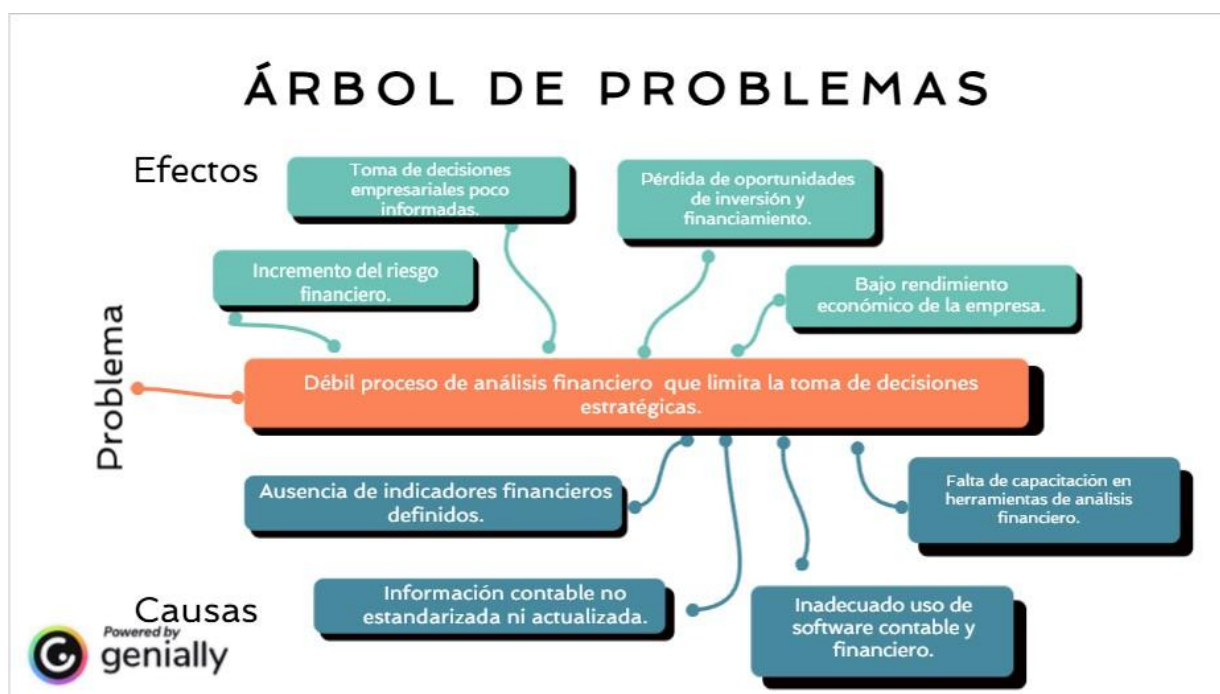 ÁRBOL DE PROBLEMAS
Efectos
Toma de decisiones
empresariales poco
informadas.
Pérdida de oportunidades
de inversión y
financiamiento.
Incremento del riesgo
financiero.
Bajo rendimiento
económico de la empresa.
Problema
Débil proceso de análisis financiero que limita la toma de decisiones
estratégicas.
Ausencia de indicadores financieros
definidos.
Falta de capacitación en
herramientas de análisis
financiero.
Causas
Información contable no
estandarizada ni actualizada.
Inadecuado uso de
software contable y
financiero.
Powered by
genially